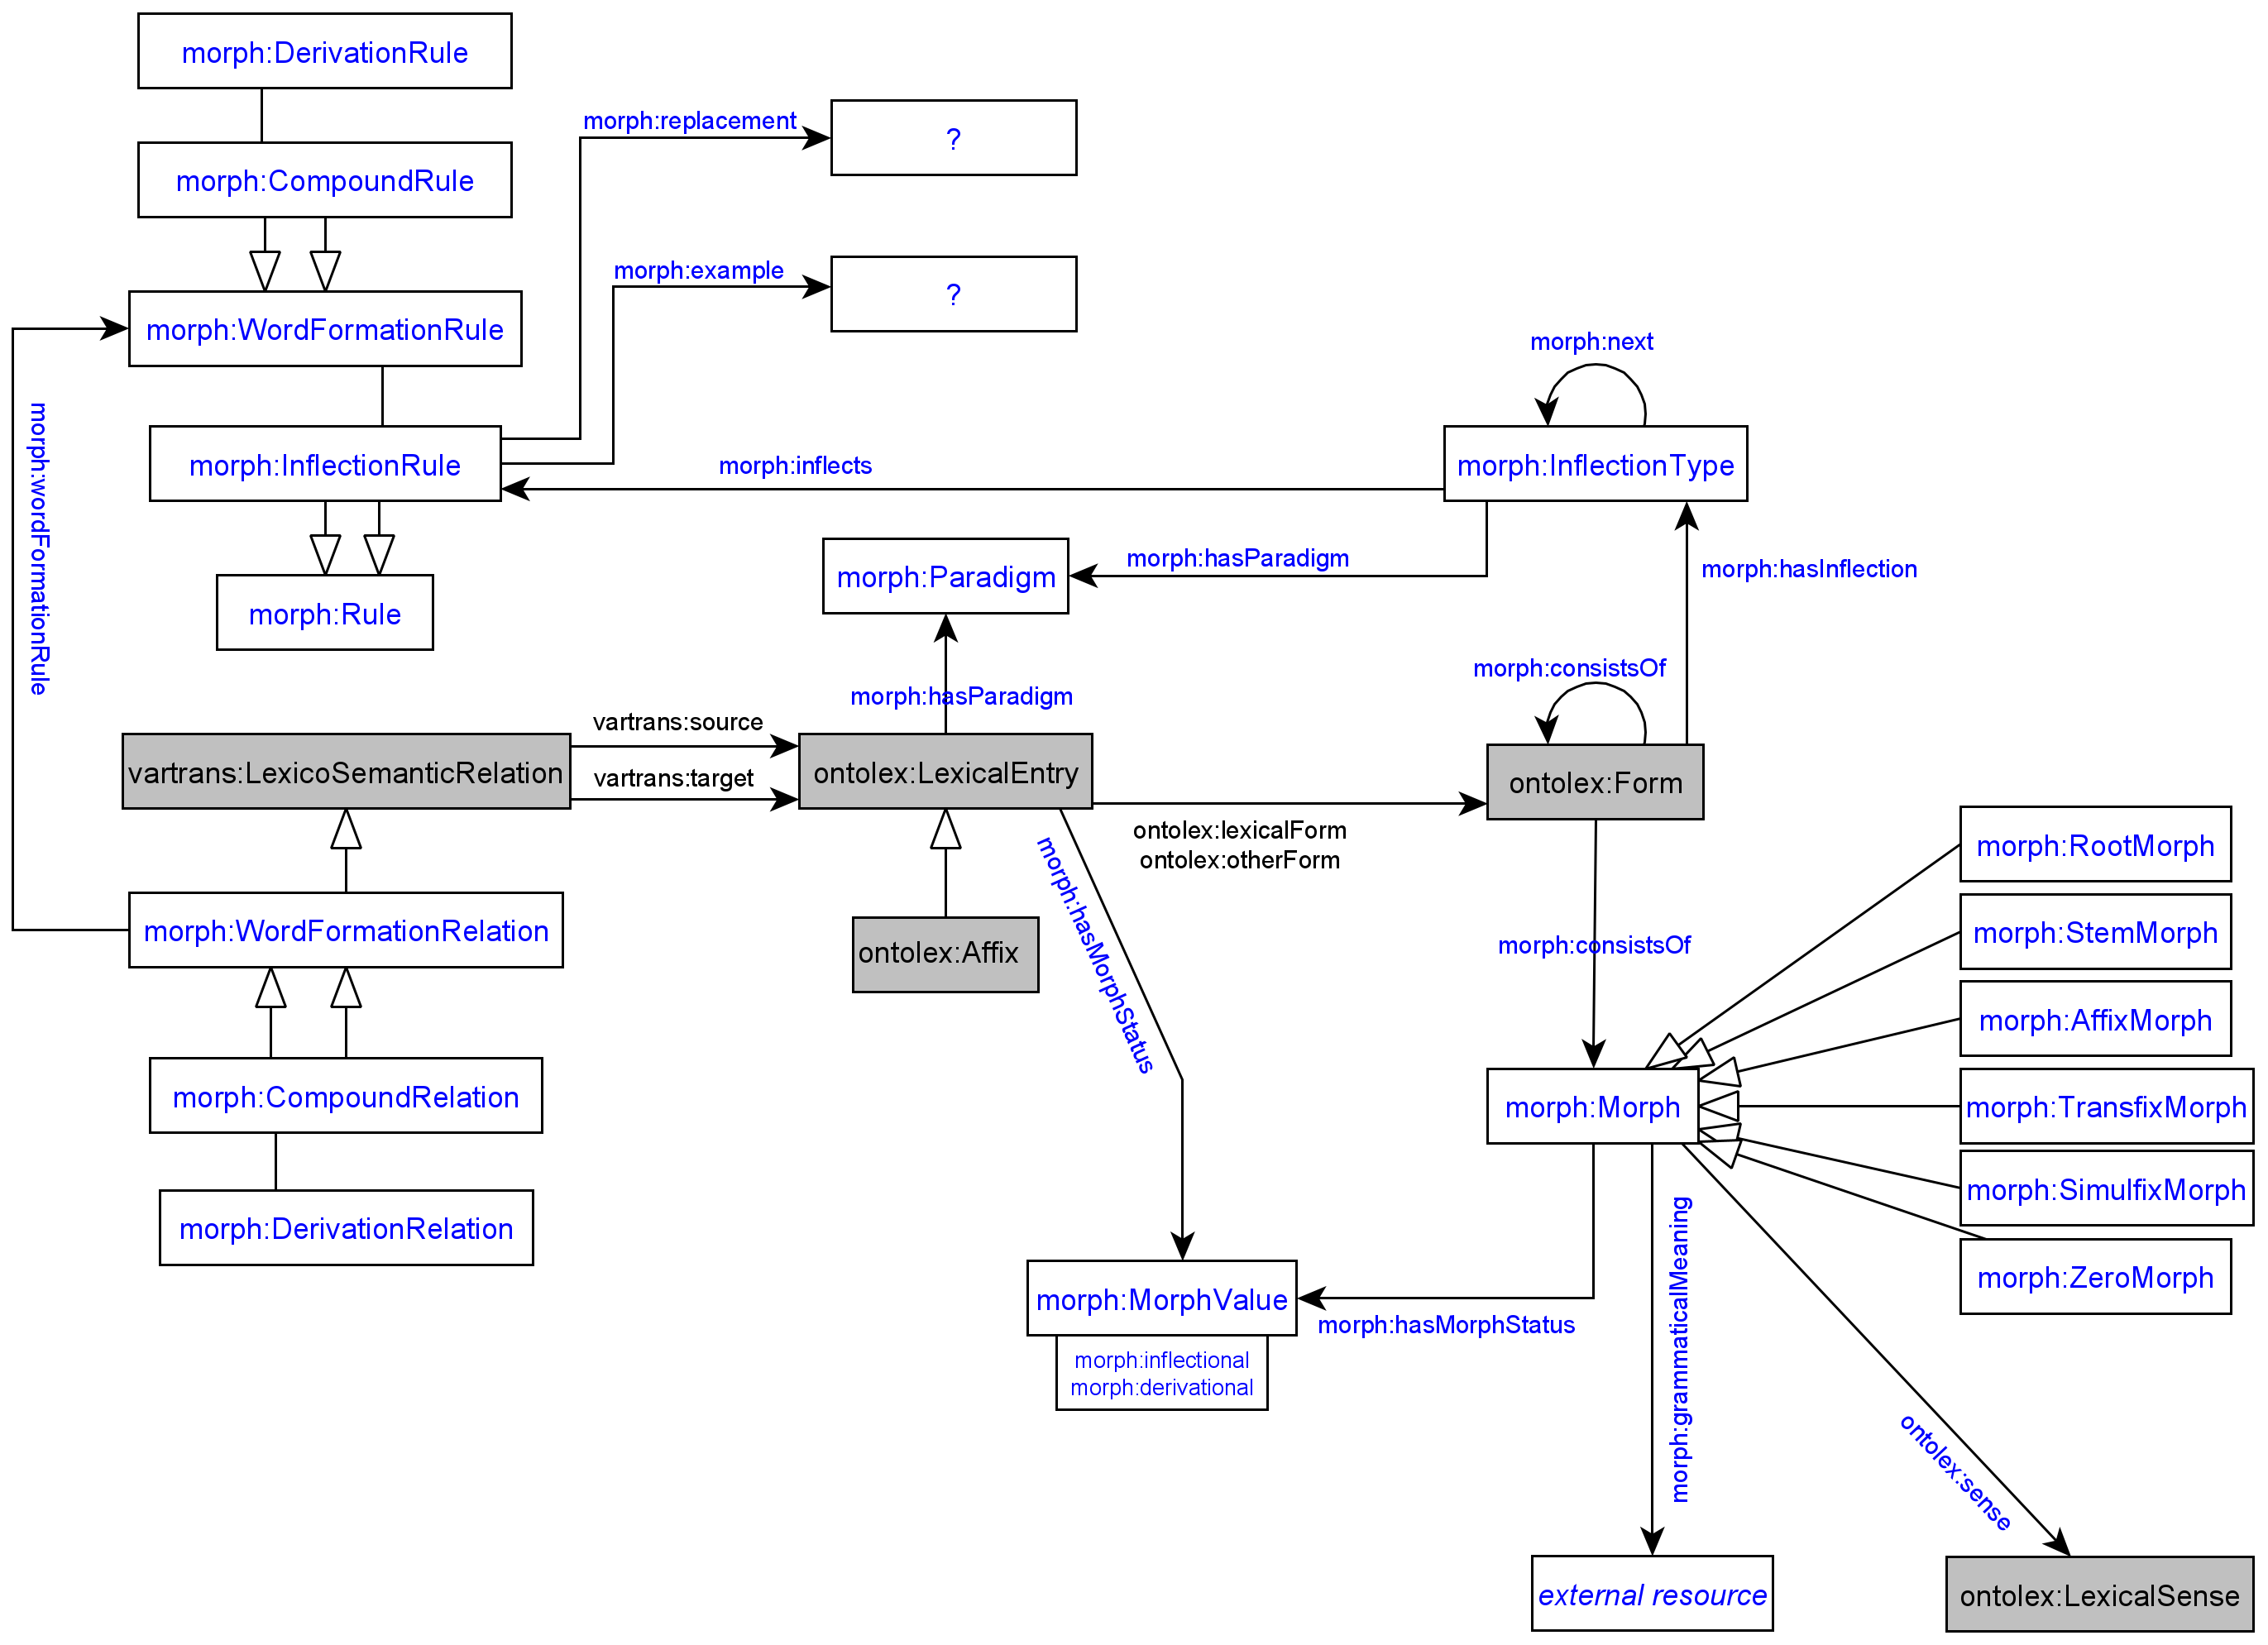 morph:DerivationRule
morph:replacement
?
morph:CompoundRule
morph:example
?
morph:WordFormationRule
morph:next
morph:InflectionRule
morph:inflects
morph:InflectionType
morph:wordFormationRule
morph:Paradigm
morph:hasParadigm
morph:hasInflection
morph:Rule
morph:hasParadigm
morph:consistsOf
vartrans:source
vartrans:LexicoSemanticRelation
vartrans:target
ontolex:LexicalEntry
ontolex:Form
ontolex:lexicalForm
ontolex:otherForm
morph:RootMorph
morph:WordFormationRelation
ontolex:Affix
morph:hasMorphStatus
morph:consistsOf
morph:StemMorph
morph:AffixMorph
morph:CompoundRelation
morph:Morph
morph:TransfixMorph
morph:SimulfixMorph
morph:DerivationRelation
morph:ZeroMorph
morph:MorphValue
morph:hasMorphStatus
morph:inflectional
morph:derivational
morph:grammaticalMeaning
ontolex:sense
external resource
ontolex:LexicalSense